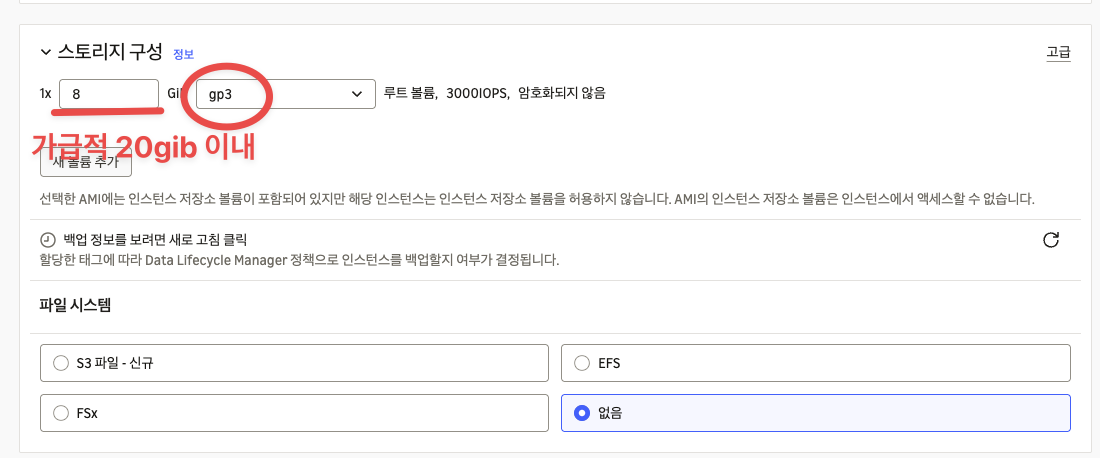 스토리지 구성 정보
고급
1x 8 Gi gp3 루트 볼륨, 3000IOPS, 암호화되지 않음
가급적 20gib 이내
새 볼륨 추가
선택한 AMI에는 인스턴스 저장소 볼륨이 포함되어 있지만 해당 인스턴스는 인스턴스 저장소 볼륨을 허용하지 않습니다. AMI의 인스턴스 저장소 볼륨은 인스턴스에서 액세스할 수 없습니다.
백업 정보를 보려면 새로 고침 클릭
할당한 태그에 따라 Data Lifecycle Manager 정책으로 인스턴스를 백업할지 여부가 결정됩니다.
파일 시스템
S3 파일 - 신규
EFS
FSx
없음